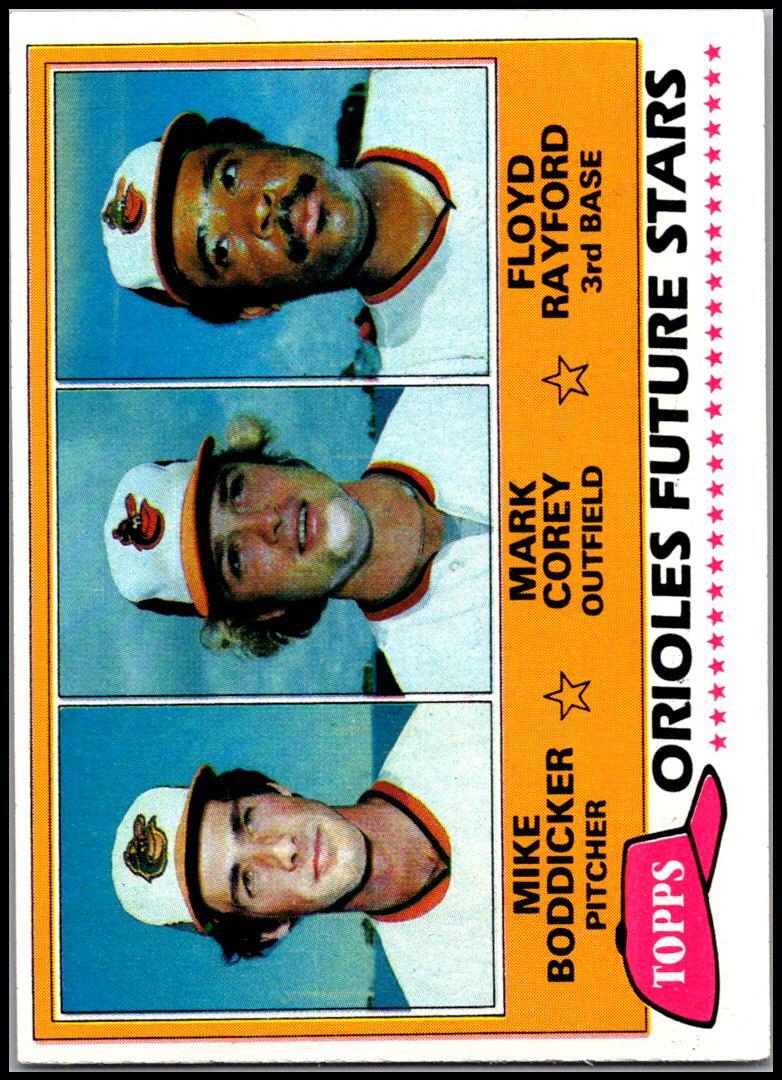 MIKE
BODDICKER
PITCHER
MARK
COREY
OUTFIELD
FLOYD
RAYFORD
3rd BASE
TOPPS
ORIOLES FUTURE STARS